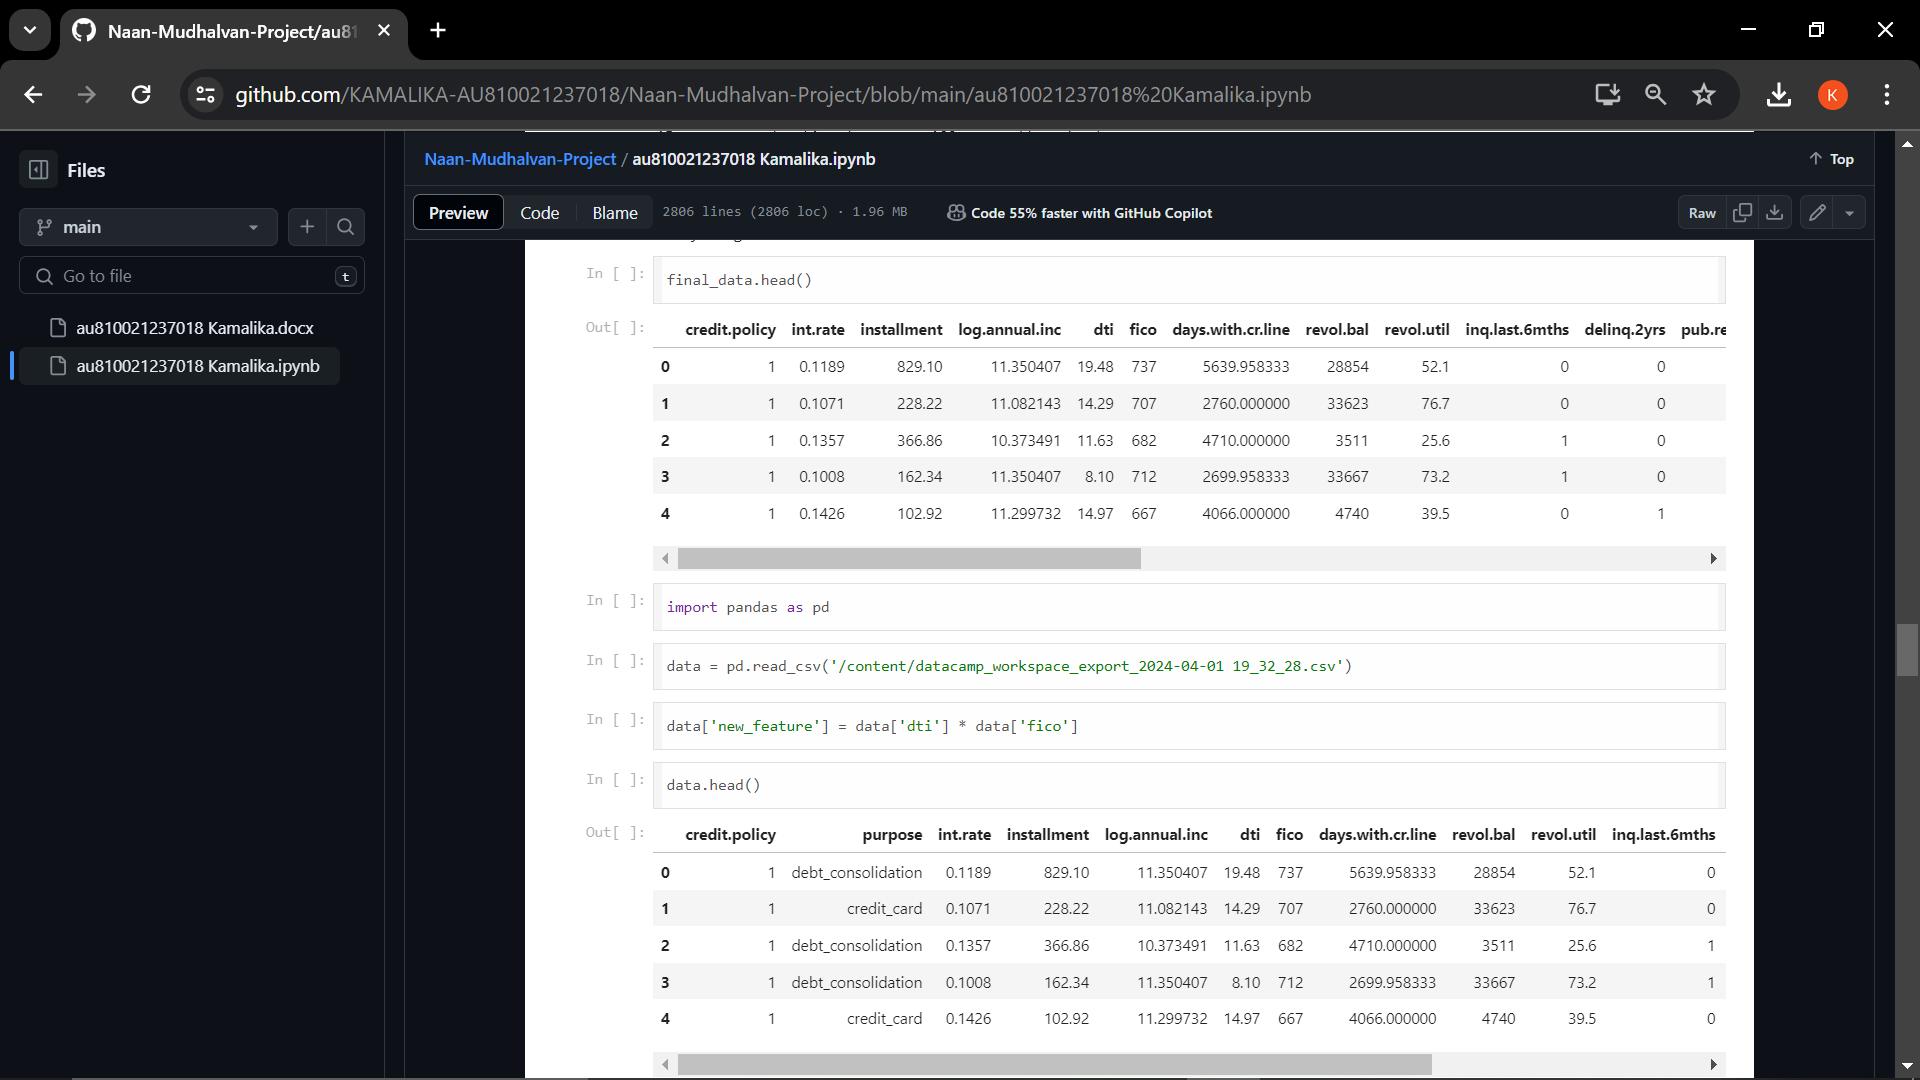 Naan-Mudhalvan-Project/au81
github.com/KAMALIKA-AU810021237018/Naan-Mudhalvan-Project/blob/main/au810021237018%20Kamalika.ipynb
K
Files
main
Go to file
t
au810021237018 Kamalika.docx
au810021237018 Kamalika.ipynb
Naan-Mudhalvan-Project / au810021237018 Kamalika.ipynb
Top
Preview Code Blame 2806 lines (2806 loc) · 1.96 MB Code 55% faster with GitHub Copilot Raw
In [ ]: final_data.head()
Out[ ]: credit.policy int.rate installment log.annual.inc dti fico days.with.cr.line revol.bal revol.util inq.last.6mths delinq.2yrs pub.re
0 1 0.1189 829.10 11.350407 19.48 737 5639.958333 28854 52.1 0 0
1 1 0.1071 228.22 11.082143 14.29 707 2760.000000 33623 76.7 0 0
2 1 0.1357 366.86 10.373491 11.63 682 4710.000000 3511 25.6 1 0
3 1 0.1008 162.34 11.350407 8.10 712 2699.958333 33667 73.2 1 0
4 1 0.1426 102.92 11.299732 14.97 667 4066.000000 4740 39.5 0 1
In [ ]: import pandas as pd
In [ ]: data = pd.read_csv('/content/datacamp_workspace_export_2024-04-01 19_32_28.csv')
In [ ]: data['new_feature'] = data['dti'] * data['fico']
In [ ]: data.head()
Out[ ]: credit.policy purpose int.rate installment log.annual.inc dti fico days.with.cr.line revol.bal revol.util inq.last.6mths
0 1 debt_consolidation 0.1189 829.10 11.350407 19.48 737 5639.958333 28854 52.1 0
1 1 credit_card 0.1071 228.22 11.082143 14.29 707 2760.000000 33623 76.7 0
2 1 debt_consolidation 0.1357 366.86 10.373491 11.63 682 4710.000000 3511 25.6 1
3 1 debt_consolidation 0.1008 162.34 11.350407 8.10 712 2699.958333 33667 73.2 1
4 1 credit_card 0.1426 102.92 11.299732 14.97 667 4066.000000 4740 39.5 0